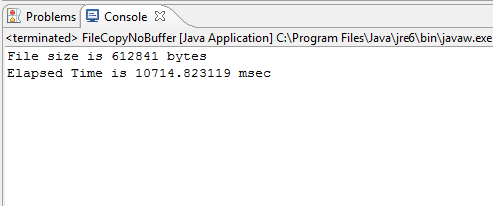 Problems Console
<terminated> FileCopyNoBuffer [Java Application] C:\Program Files\Java\jre6\bin\javaw.exe
File size is 612841 bytes
Elapsed Time is 10714.823119 msec